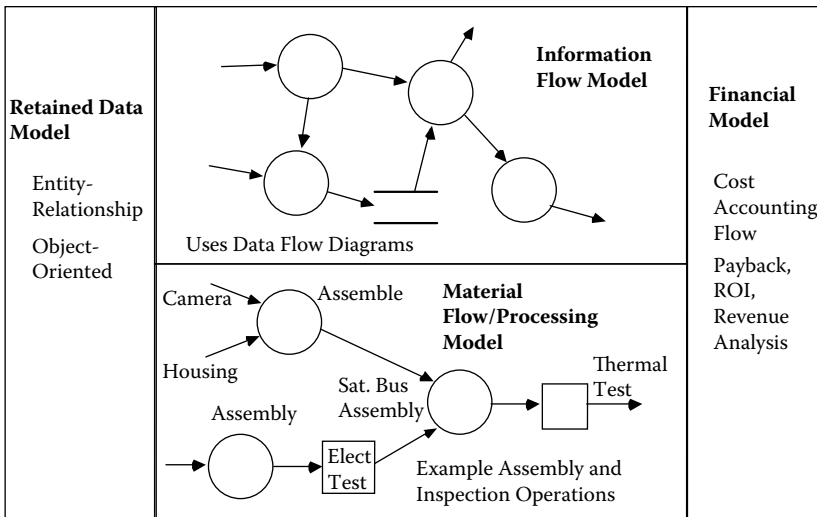 Retained Data
Model
Entity-
Relationship
Object-
Oriented
Information
Flow Model
Uses Data Flow Diagrams
Camera
Assemble
Housing
Material
Flow/Processing
Model
Sat. Bus
Assembly
Thermal
Test
Assembly
Elect
Test
Example Assembly and
Inspection Operations
Financial
Model
Cost
Accounting
Flow
Payback,
ROI,
Revenue
Analysis